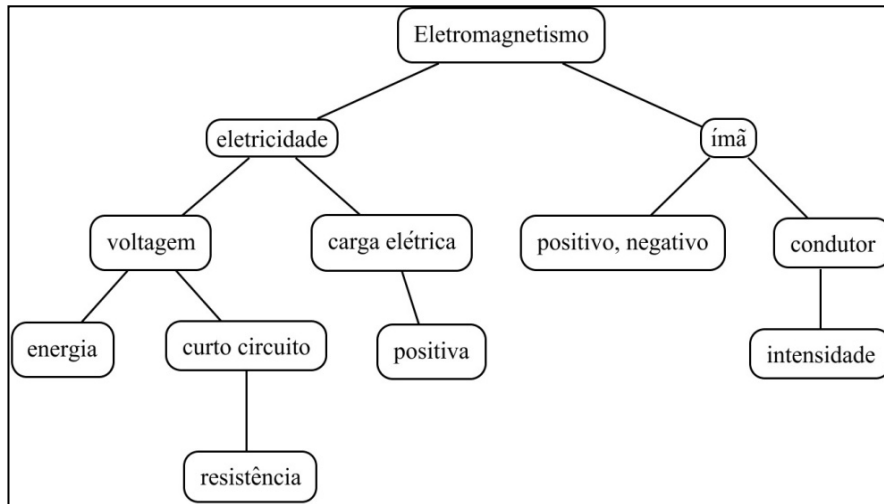 Eletromagnetismo
eletricidade
ímã
voltagem
carga elétrica
positivo, negativo
condutor
energia
curto circuito
positiva
intensidade
resistência